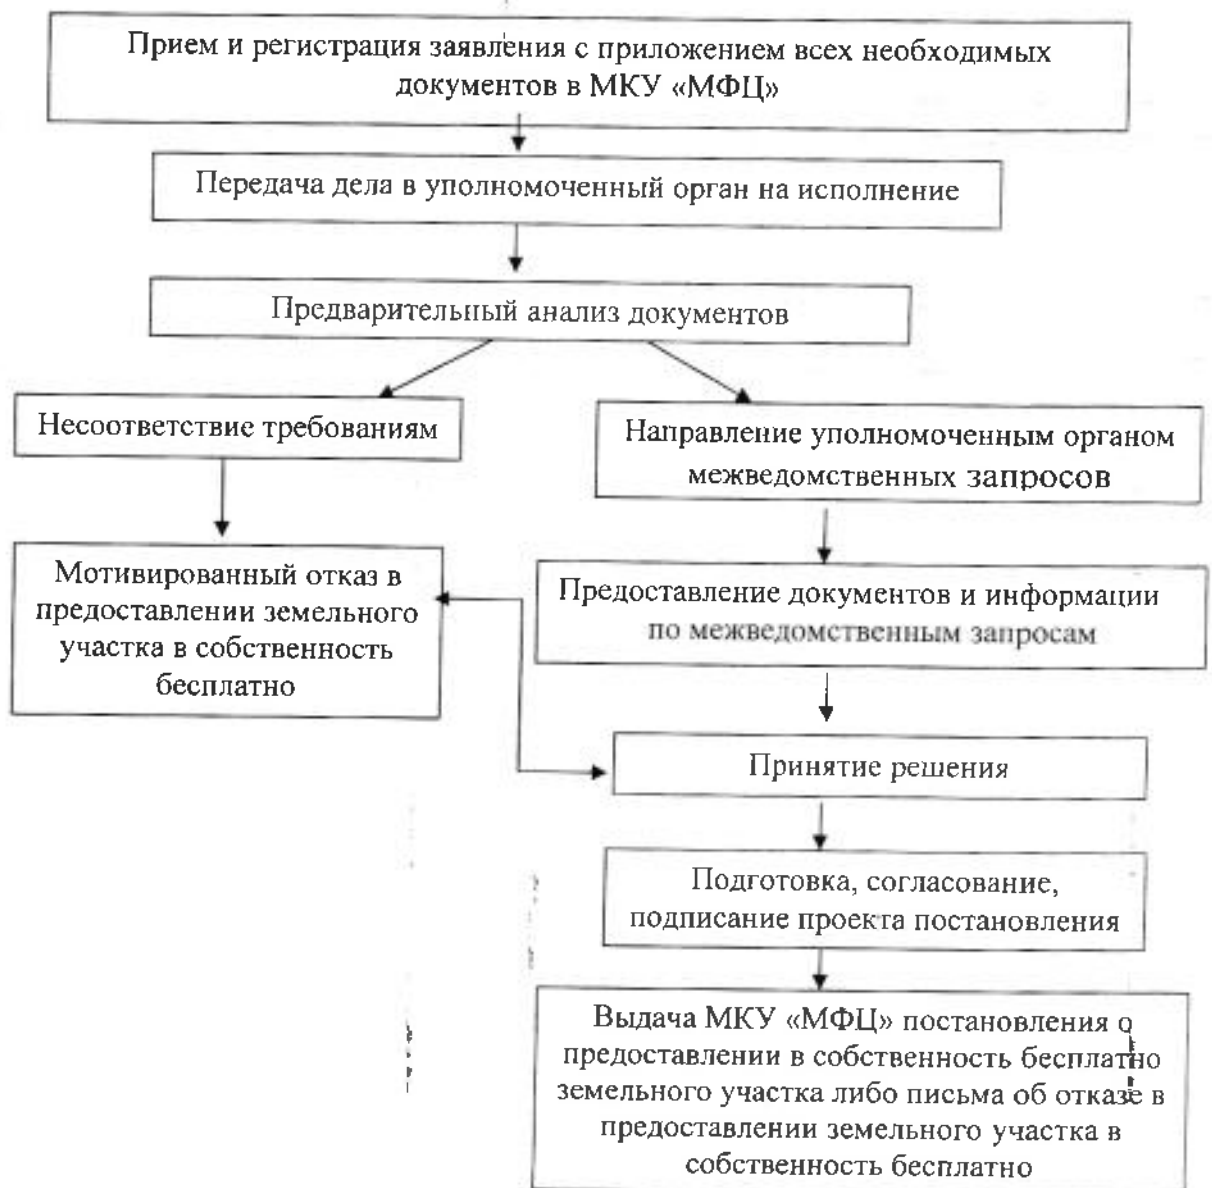 Прием и регистрация заявления с приложением всех необходимых
документов в МКУ «МФЦ»
Передача дела в уполномоченный орган на исполнение
Предварительный анализ документов
Несоответствие требованиям
Направление уполномоченным органом
межведомственных запросов
Мотивированный отказ в
предоставлении земельного
участка в собственность
бесплатно
Предоставление документов и информации
по межведомственным запросам
Принятие решения
Подготовка, согласование,
подписание проекта постановления
Выдача МКУ «МФЦ» постановления о
предоставлении в собственность бесплатно
земельного участка либо письма об отказе в
предоставлении земельного участка в
собственность бесплатно